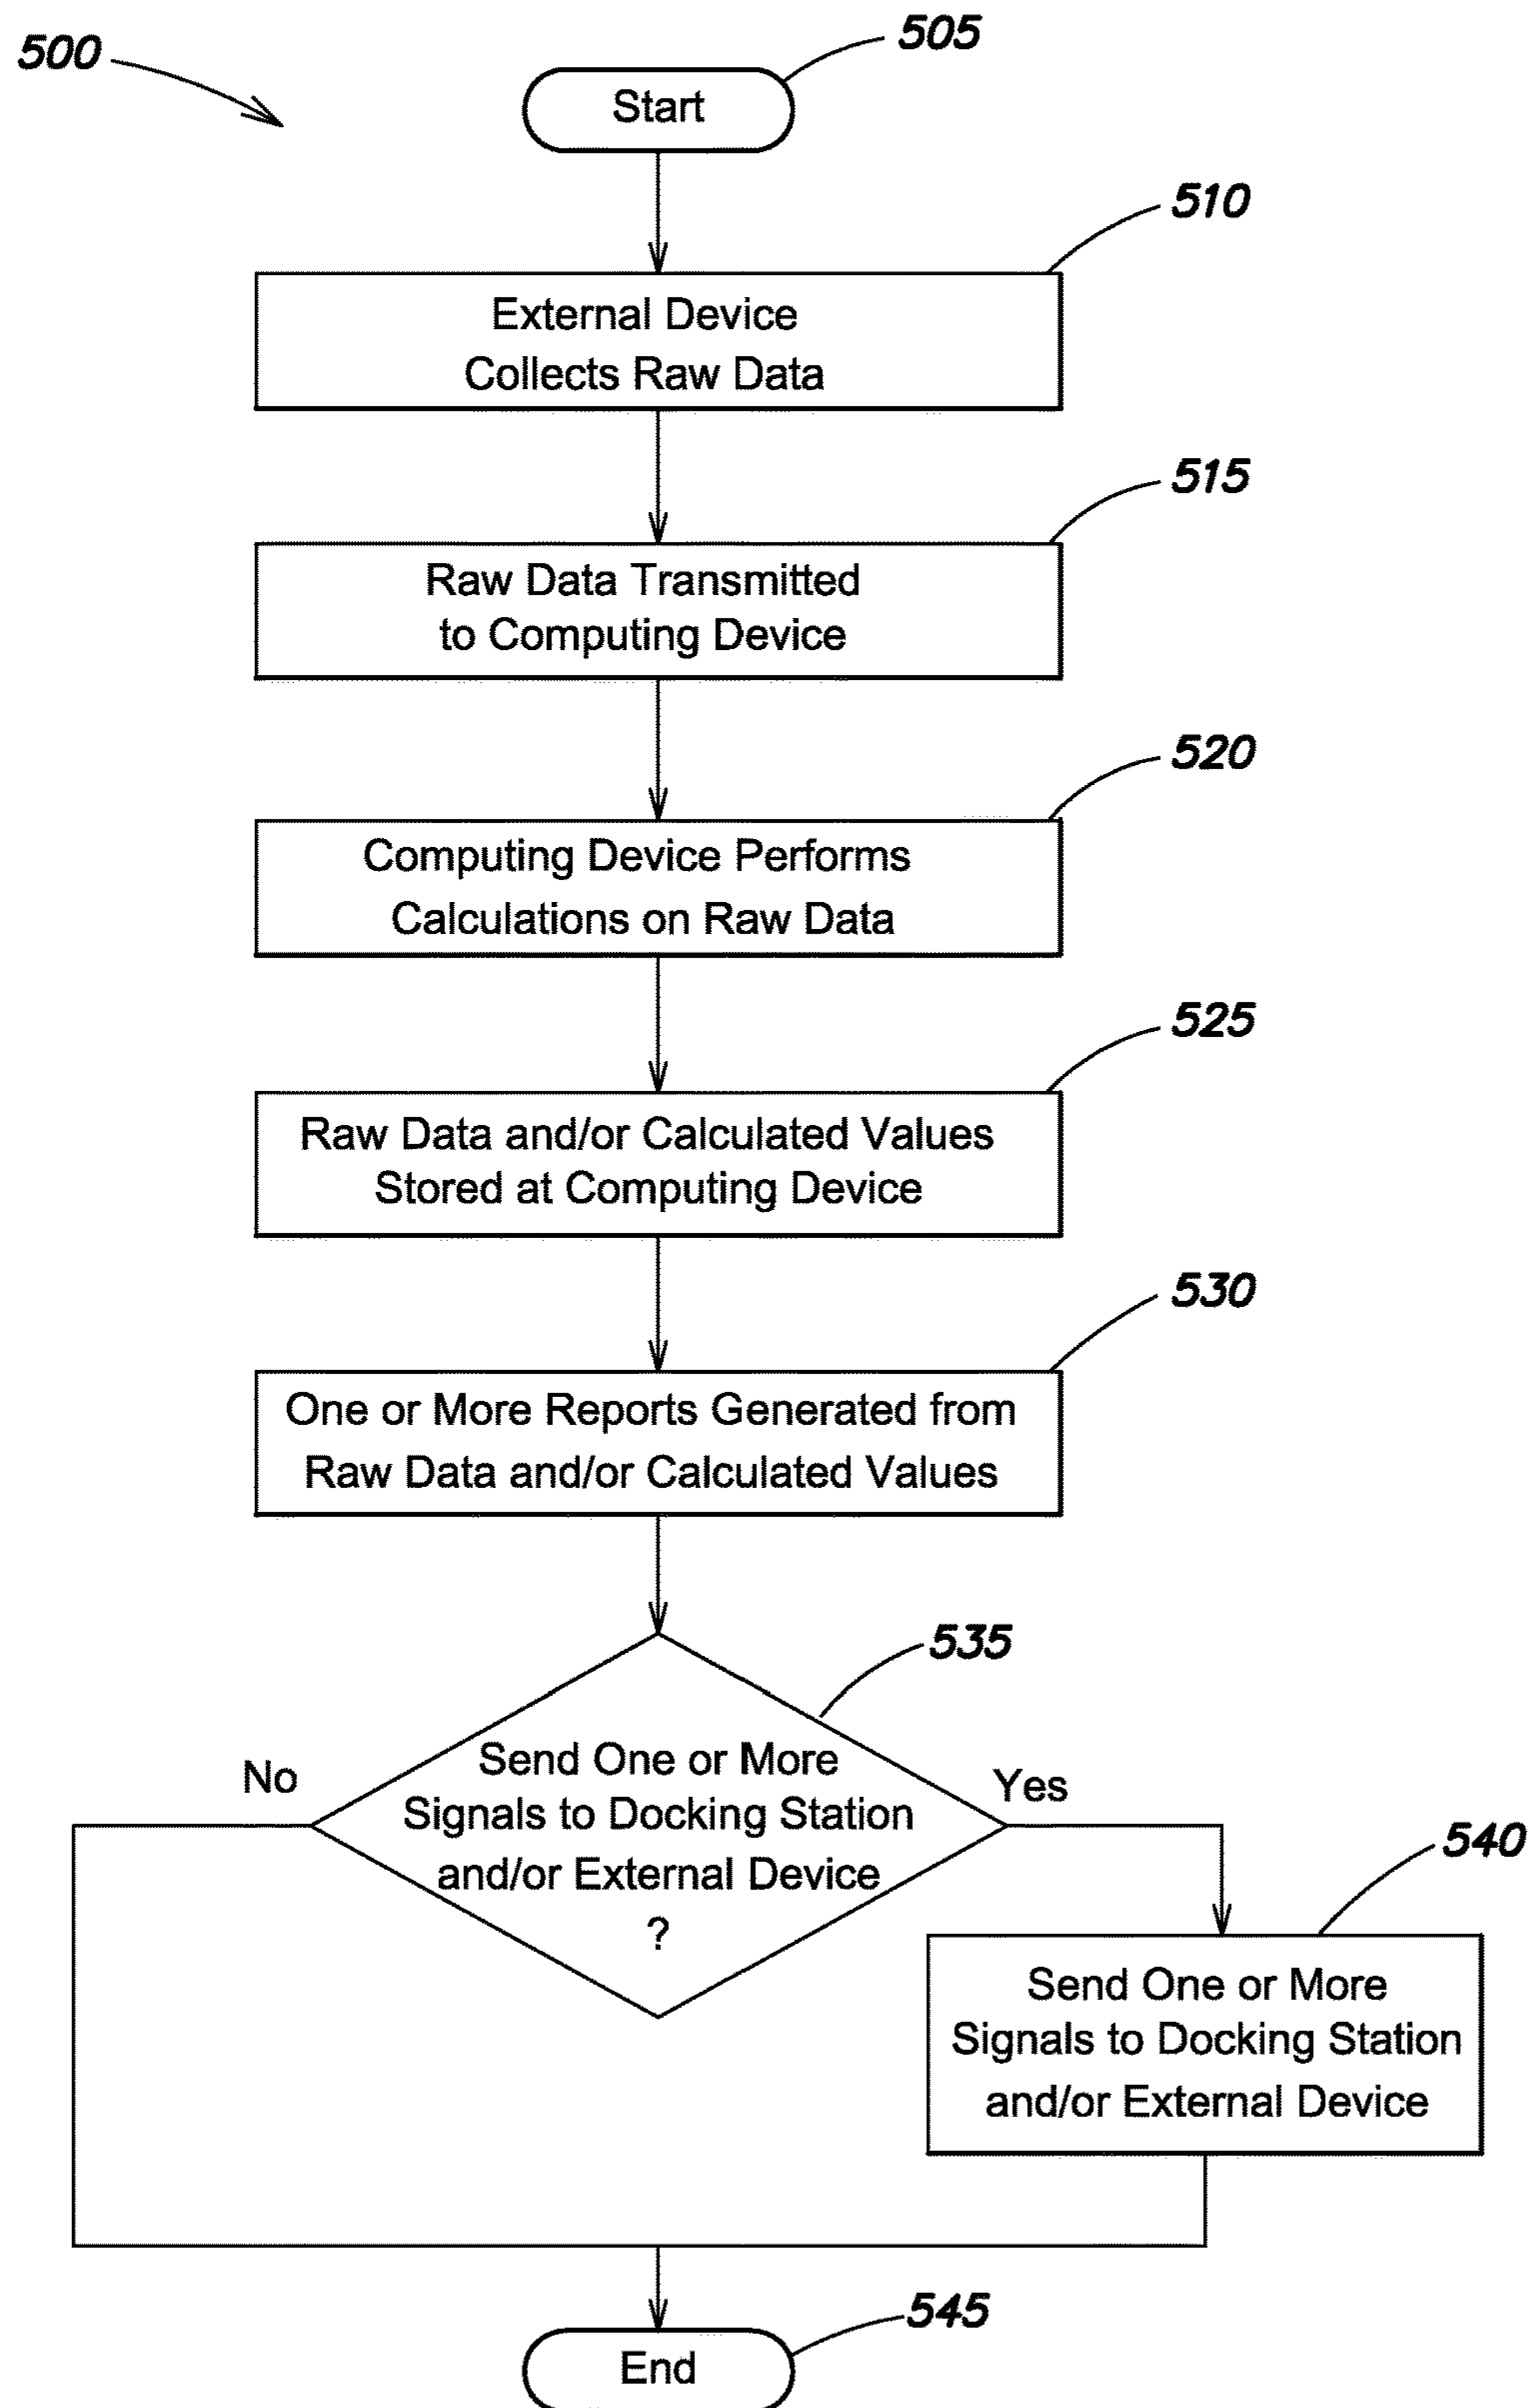 500
505
Start
510
External Device
Collects Raw Data
515
Raw Data Transmitted
to Computing Device
520
Computing Device Performs
Calculations on Raw Data
525
Raw Data and/or Calculated Values
Stored at Computing Device
530
One or More Reports Generated from
Raw Data and/or Calculated Values
535
No
Send One or More
Signals to Docking Station
and/or External Device
?
Yes
540
Send One or More
Signals to Docking Station
and/or External Device
545
End